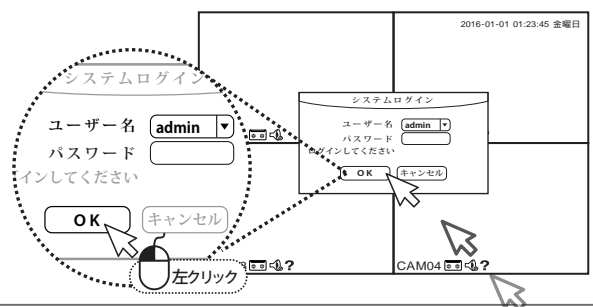 2016-01-01 01:23:45 金曜日
システムログイン
ユーザー名 admin
パスワード
インしてください
OK キャンセル
左クリック
システムログイン
ユーザー名 admin
パスワード
グインしてください
OK キャンセル
?
CAM04 ?